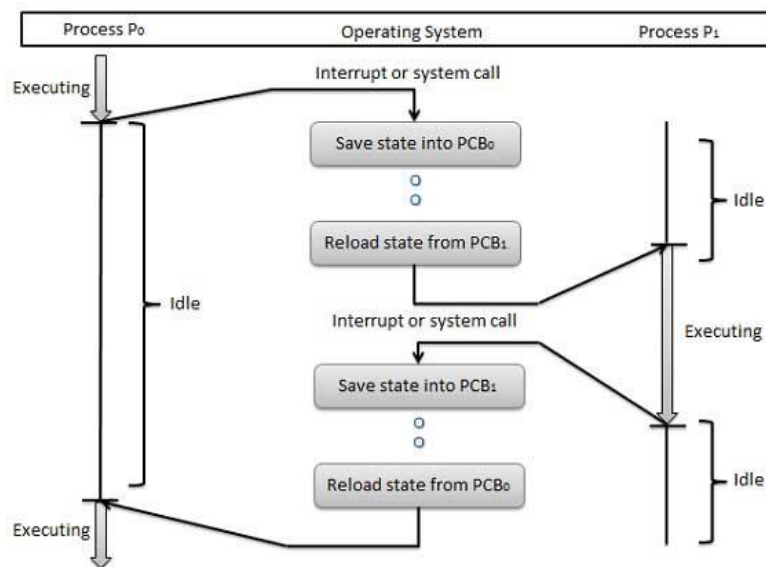 Process P₀
Operating System
Process P₁
Interrupt or system call
Executing
Save state into PCB₀
Idle
Reload state from PCB₁
Idle
Interrupt or system call
Executing
Save state into PCB₁
Idle
Reload state from PCB₀
Executing